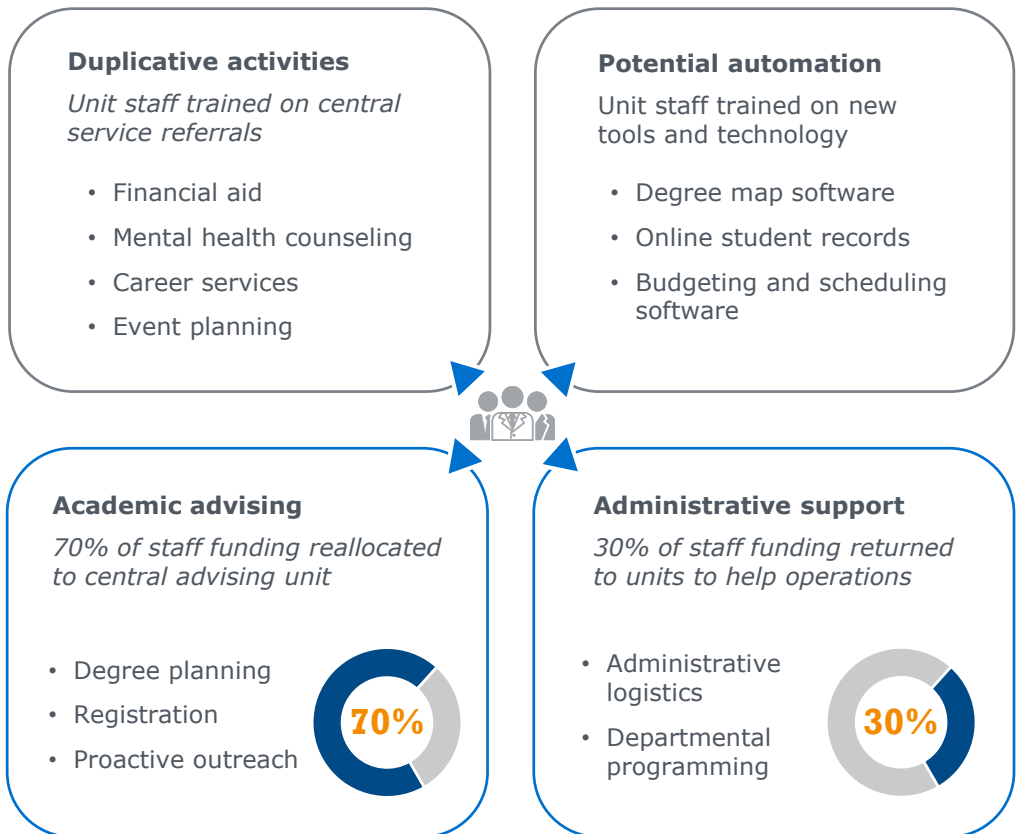 Duplicative activities
Unit staff trained on central
service referrals
• Financial aid
• Mental health counseling
• Career services
• Event planning
Potential automation
Unit staff trained on new
tools and technology
• Degree map software
• Online student records
• Budgeting and scheduling
software
Academic advising
70% of staff funding reallocated
to central advising unit
• Degree planning
• Registration
• Proactive outreach
70%
Administrative support
30% of staff funding returned
to units to help operations
• Administrative
logistics
• Departmental
programming
30%